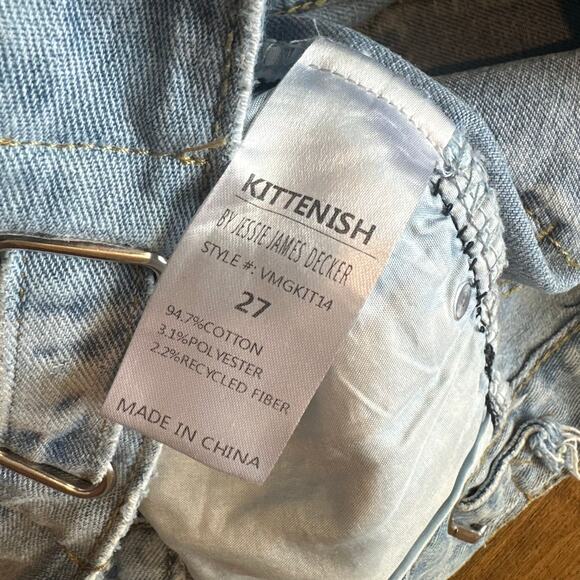 KITTENISH
BY JESSIE JAMES DECKER
STYLE #: VMGKIT14
27
94.7%COTTON
3.1%POLYESTER
2.2%RECYCLED FIBER
MADE IN CHINA